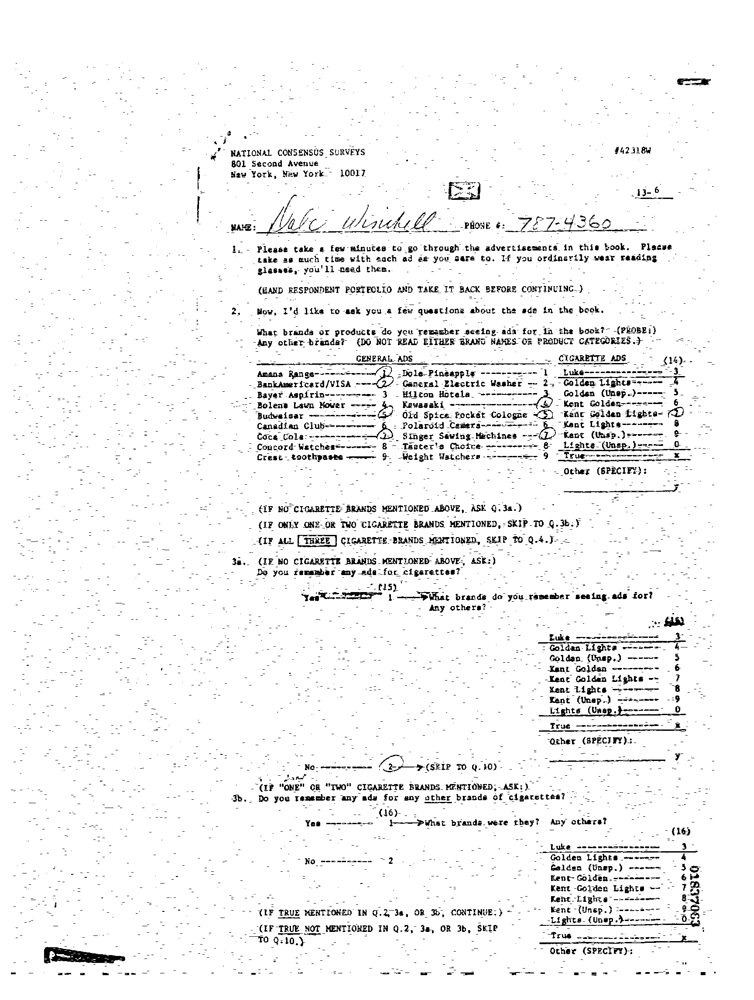 NATIONAL CONSENSUS SURVEYS #42318W
801 Second Avenue
New York, New York 10017
13-6
NAME: Winchell PHONE #: 787-4360
1. Please take a few minutes to go through the advertisements in this book. Please
take as much time with each ad as you care to. If you ordinarily wear reading
glasses, you'll need them.
(HAND RESPONDENT PORTFOLIO AND TAKE IT BACK BEFORE CONTINUING.)
2. Now, I'd like to ask you a few questions about the ads in the book.
What brands or products do you remember seeing ads for in the book? (PROBE:)
Any other brands? (DO NOT READ EITHER BRAND NAMES OR PRODUCT CATEGORIES.)
GENERAL ADS CIGARETTE ADS (14)
Amana Range 1 Dole Pineapple 1 Luke 3
BankAmericard/VISA 2 General Electric Washer 2 Golden Lights 4
Bayer Aspirin 3 Hilton Hotels 3 Golden (Unsp.) 5
Bolens Lawn Mower 4 Kawasaki 4 Kent Golden 6
Budweiser 5 Old Spice Pocket Cologne 5 Kent Golden Lights 7
Canadian Club 6 Polaroid Camera 6 Kent Lights 8
Coca Cola 7 Singer Sewing Machines 7 Kent (Unsp.) 9
Concord Watches 8 Taster's Choice 8 Lights (Unsp.) 0
Crest toothpaste 9 Weight Watchers 9 True x
Other (SPECIFY):
y
(IF NO CIGARETTE BRANDS MENTIONED ABOVE, ASK Q.3a.)
(IF ONLY ONE OR TWO CIGARETTE BRANDS MENTIONED, SKIP TO Q.3b.)
(IF ALL THREE CIGARETTE BRANDS MENTIONED, SKIP TO Q.4.)
3a. (IF NO CIGARETTE BRANDS MENTIONED ABOVE, ASK:)
Do you remember any ads for cigarettes?
(15)
Yes 1 What brands do you remember seeing ads for?
Any others?
Luke 3
Golden Lights 4
Golden (Unsp.) 5
Kent Golden 6
Kent Golden Lights 7
Kent Lights 8
Kent (Unsp.) 9
Lights (Unsp.) 0
True x
Other (SPECIFY):
y
No 2 (SKIP TO Q.10)
(IF "ONE" OR "TWO" CIGARETTE BRANDS MENTIONED, ASK:)
3b. Do you remember any ads for any other brands of cigarettes?
(16)
Yes 1 What brands were they? Any others?
(16)
Luke 3
No 2 Golden Lights 4
Golden (Unsp.) 5
Kent Golden 6
Kent Golden Lights 7
Kent Lights 8
(IF TRUE MENTIONED IN Q.2, 3a, OR 3b, CONTINUE.) Kent (Unsp.) 9
Lights (Unsp.) 0
(IF TRUE NOT MENTIONED IN Q.2, 3a, OR 3b, SKIP
TO Q.10.) True x
Other (SPECIFY):
01837063